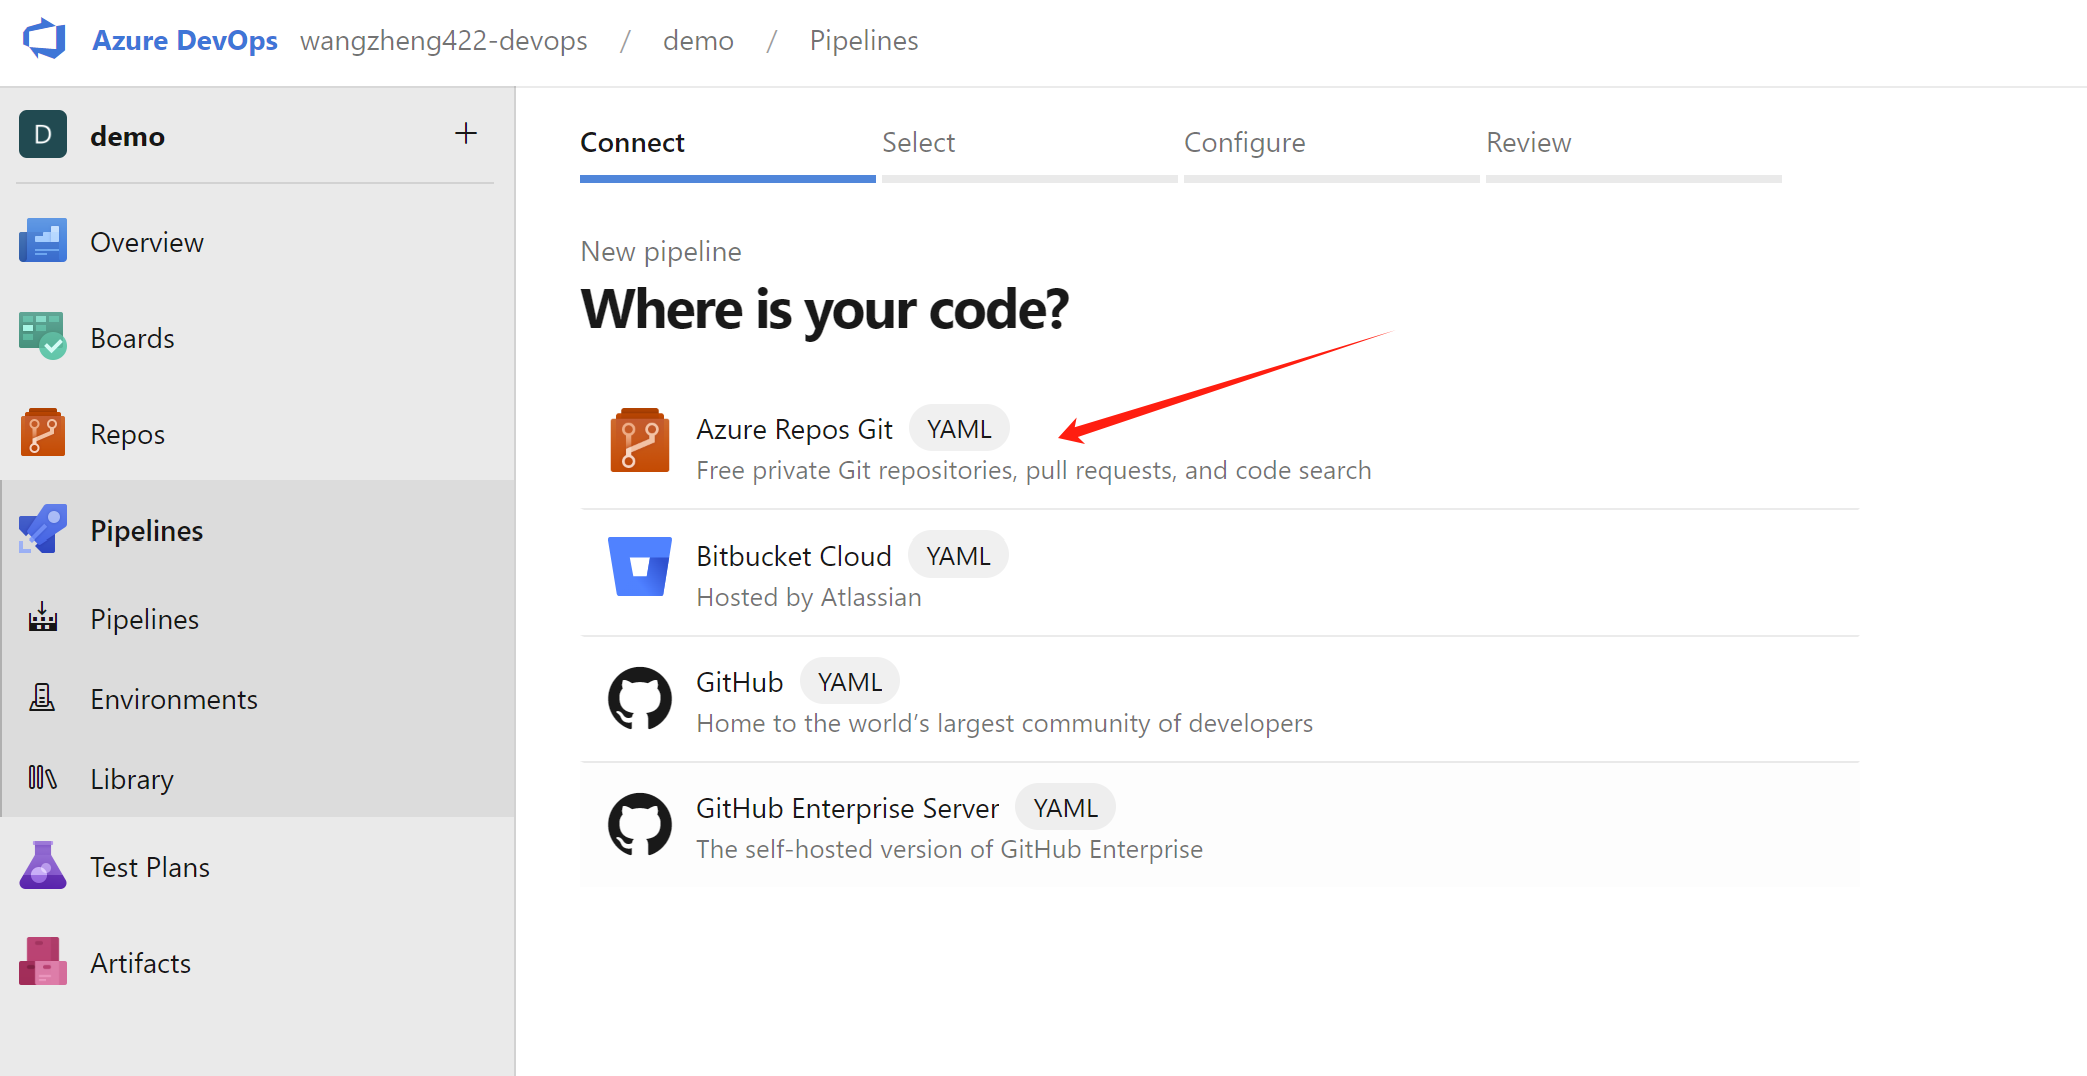 Azure DevOps wangzheng422-devops / demo / Pipelines
D demo +
Overview
Boards
Repos
Pipelines
Pipelines
Environments
Library
Test Plans
Artifacts
Connect Select Configure Review
New pipeline
Where is your code?
Azure Repos Git YAML
Free private Git repositories, pull requests, and code search
Bitbucket Cloud YAML
Hosted by Atlassian
GitHub YAML
Home to the world’s largest community of developers
GitHub Enterprise Server YAML
The self-hosted version of GitHub Enterprise